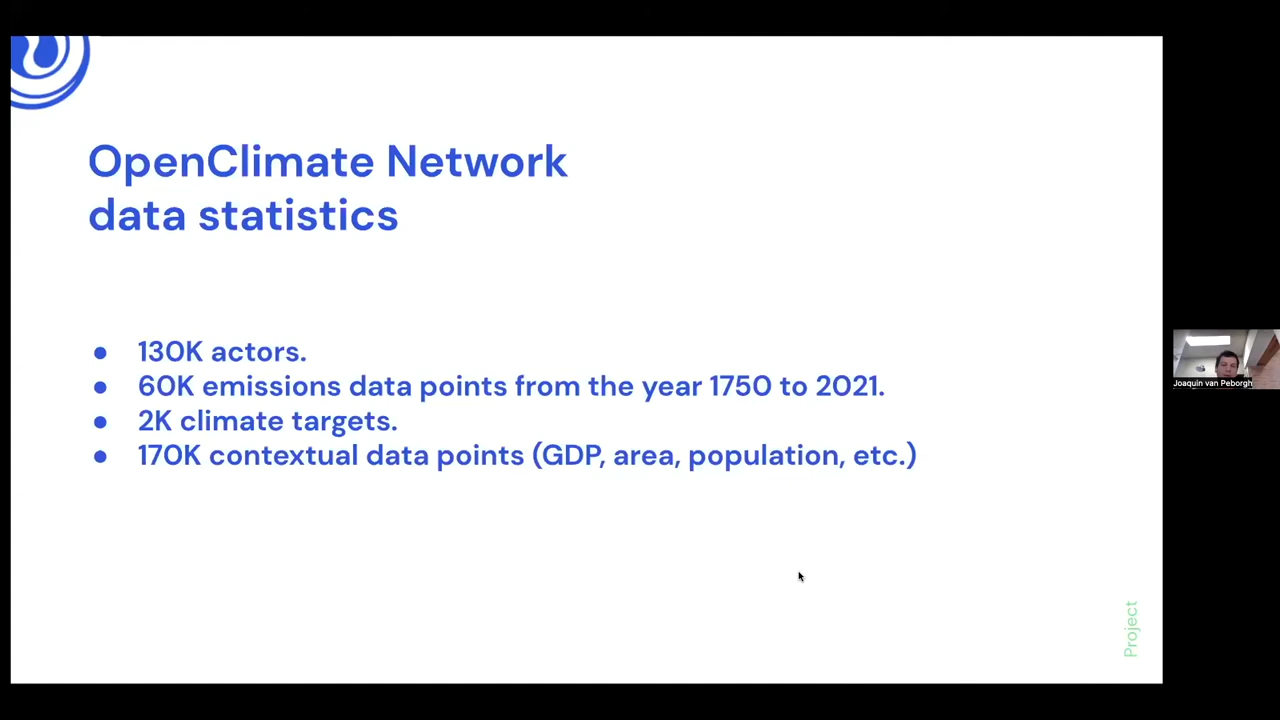 OpenClimate Network
data statistics
● 130K actors.
● 60K emissions data points from the year 1750 to 2021.
● 2K climate targets.
● 170K contextual data points (GDP, area, population, etc.)
Project
Joaquin van Peborgh